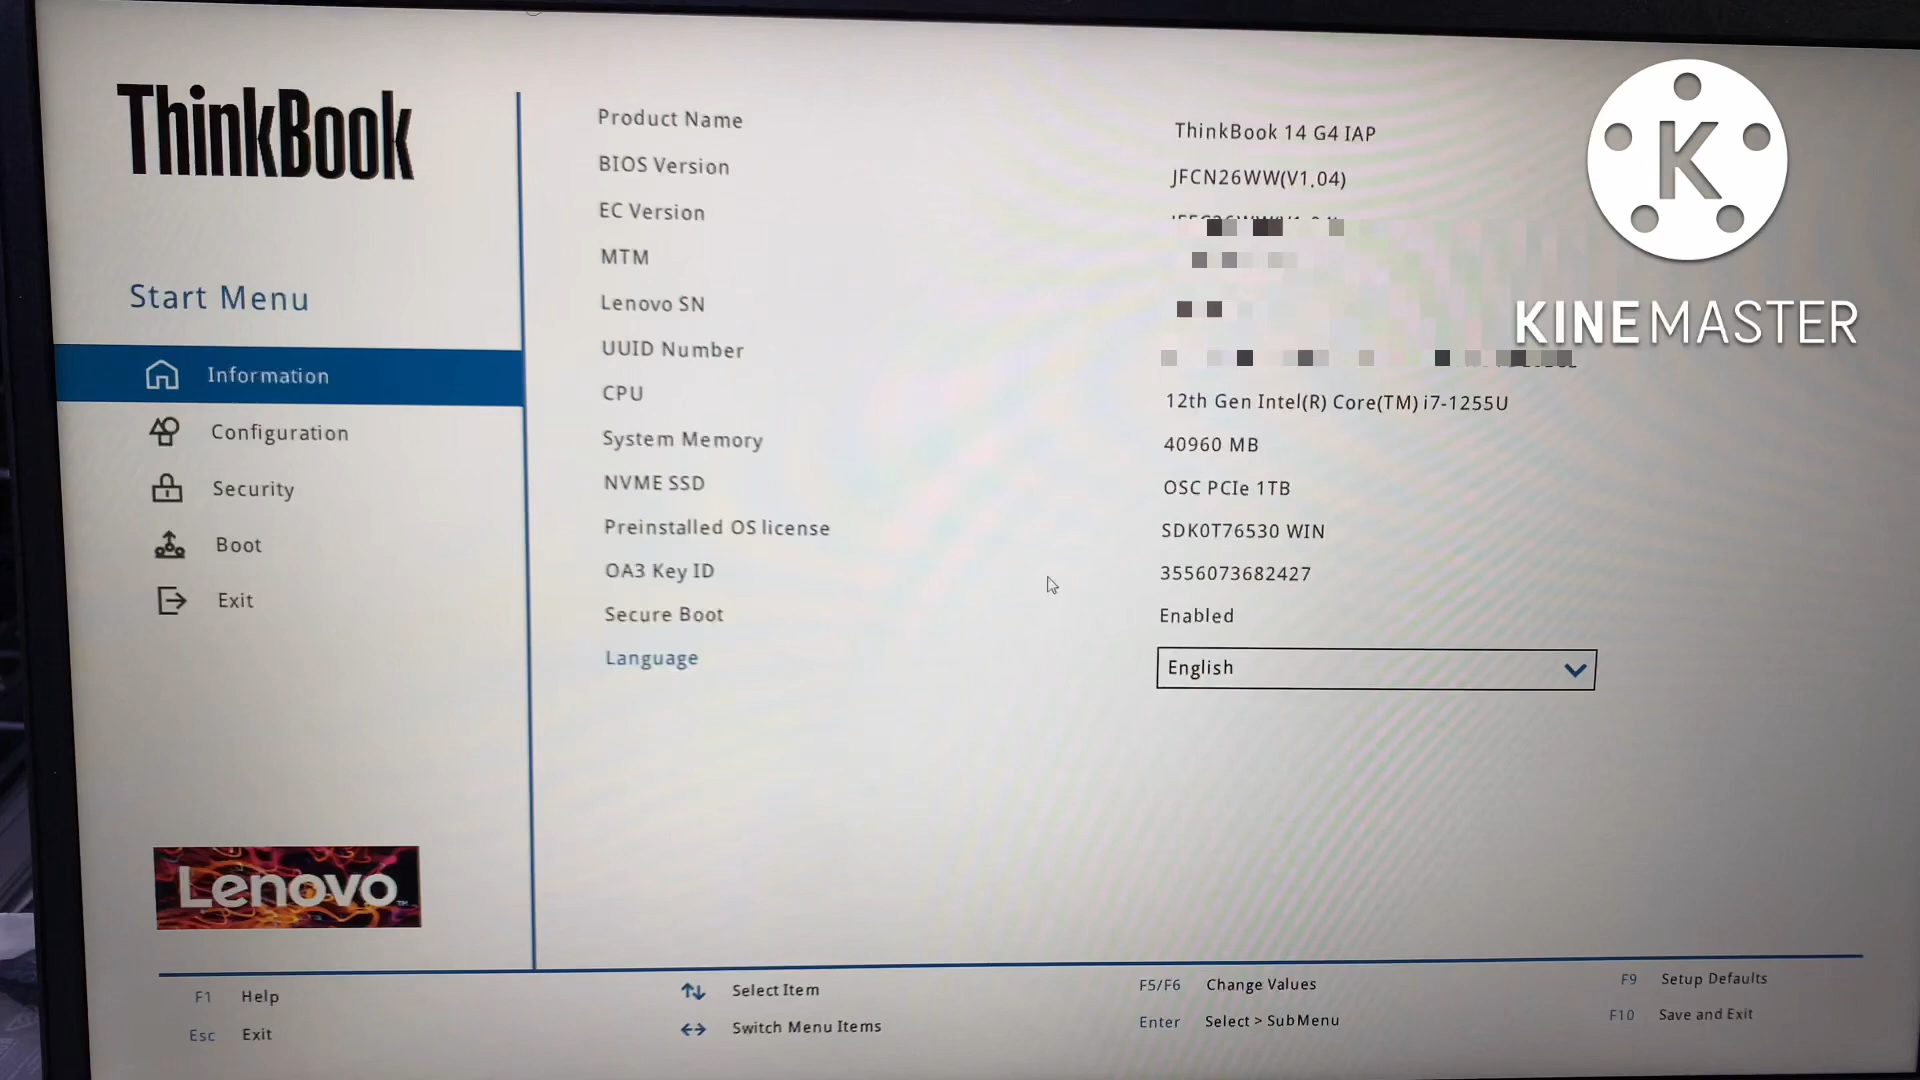 ThinkBook
Start Menu
Information
Configuration
Security
Boot
Exit
Lenovo
Product Name ThinkBook 14 G4 IAP
BIOS Version JFCN26WW(V1.04)
EC Version
MTM
Lenovo SN
UUID Number
CPU 12th Gen Intel(R) Core(TM) i7-1255U
System Memory 40960 MB
NVME SSD OSC PCIe 1TB
Preinstalled OS license SDK0T76530 WIN
OA3 Key ID 3556073682427
Secure Boot Enabled
Language English
K
KINEMASTER
F1 Help Select Item F5/F6 Change Values F9 Setup Defaults
Esc Exit Switch Menu Items Enter Select > SubMenu F10 Save and Exit